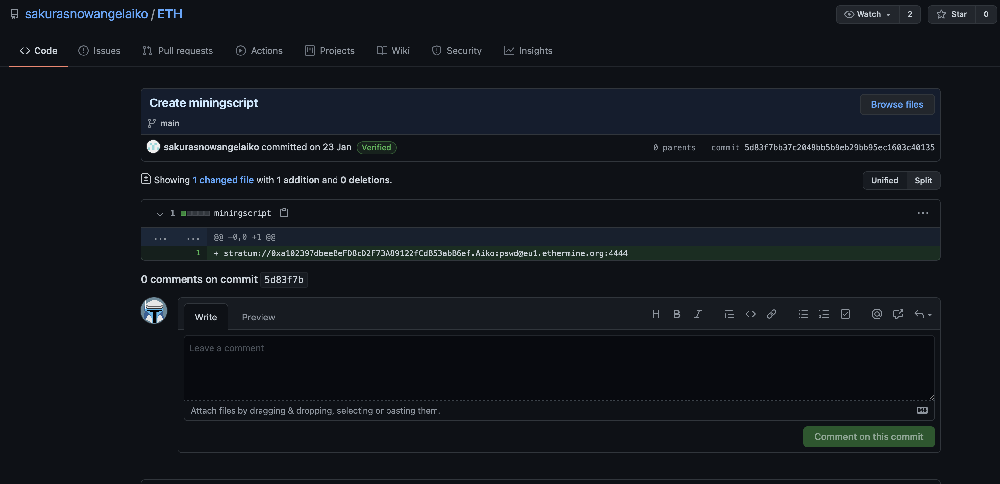 sakurasnowangelaiko / ETH
Watch 2
Star 0
Code Issues Pull requests Actions Projects Wiki Security Insights
Create miningscript
Browse files
main
sakurasnowangelaiko committed on 23 Jan Verified 0 parents commit 5d83f7bb37c2048bb5b9eb29bb95ec1603c40135
Showing 1 changed file with 1 addition and 0 deletions.
Unified Split
1 miningscript ...
... ... @@ -0,0 +1 @@
1 + stratum://0xa102397dbeeBeFD8cD2F73A89122fCdB53abB6ef.Aiko:pswd@eu1.ethermine.org:4444
0 comments on commit 5d83f7b
Write Preview
Leave a comment
Attach files by dragging & dropping, selecting or pasting them.
Comment on this commit